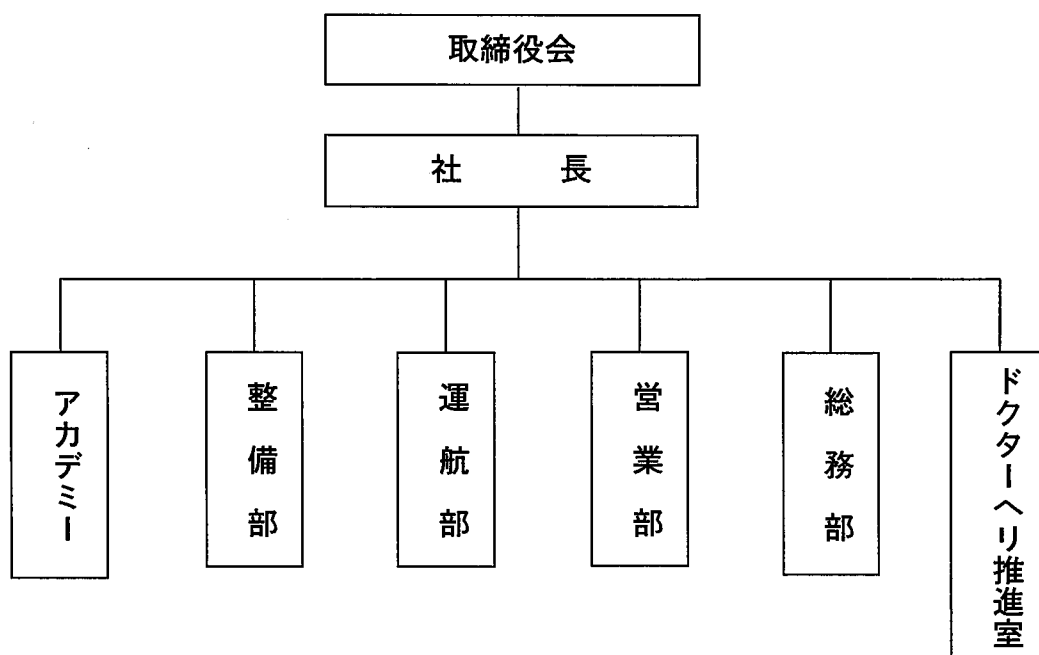 取締役会
社長
アカデミー
整備部
運航部
営業部
総務部
ドクターヘリ推進室